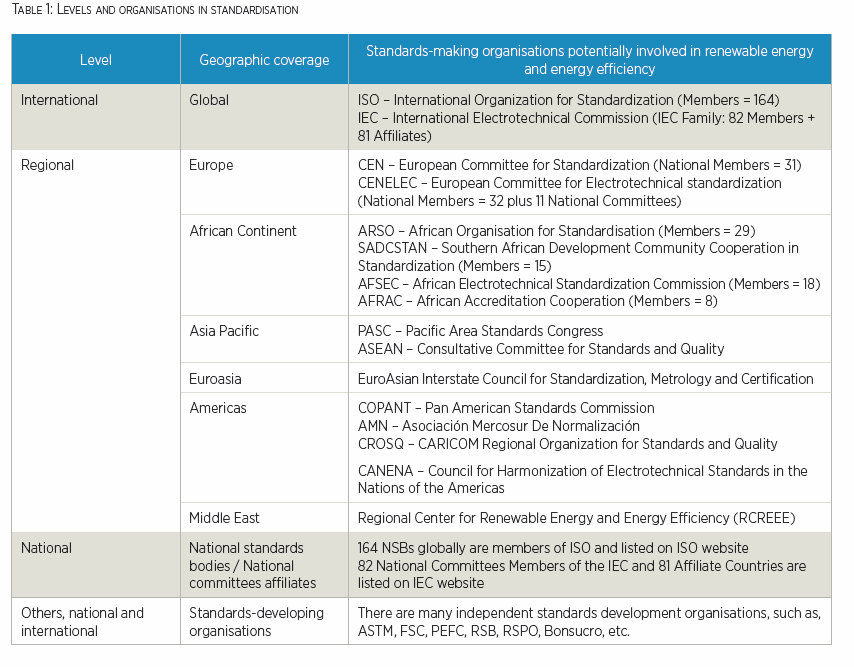 TABLE 1: LEVELS AND ORGANISATIONS IN STANDARDISATION
Level
Geographic coverage
Standards-making organisations potentially involved in renewable energy
and energy efficiency
International
Global
ISO – International Organization for Standardization (Members = 164)
IEC – International Electrotechnical Commission (IEC Family: 82 Members +
81 Affiliates)
Regional
Europe
CEN – European Committee for Standardization (National Members = 31)
CENELEC – European Committee for Electrotechnical standardization
(National Members = 32 plus 11 National Committees)
African Continent
ARSO – African Organisation for Standardisation (Members = 29)
SADCSTAN – Southern African Development Community Cooperation in
Standardization (Members = 15)
AFSEC – African Electrotechnical Standardization Commission (Members = 18)
AFRAC – African Accreditation Cooperation (Members = 8)
Asia Pacific
PASC – Pacific Area Standards Congress
ASEAN – Consultative Committee for Standards and Quality
Euroasia
EuroAsian Interstate Council for Standardization, Metrology and Certification
Americas
COPANT – Pan American Standards Commission
AMN – Asociación Mercosur De Normalización
CROSQ – CARICOM Regional Organization for Standards and Quality
CANENA – Council for Harmonization of Electrotechnical Standards in the
Nations of the Americas
Middle East
Regional Center for Renewable Energy and Energy Efficiency (RCREEE)
National
National standards
bodies / National
committees affiliates
164 NSBs globally are members of ISO and listed on ISO website
82 National Committees Members of the IEC and 81 Affiliate Countries are
listed on IEC website
Others, national and
international
Standards-developing
organisations
There are many independent standards development organisations, such as,
ASTM, FSC, PEFC, RSB, RSPO, Bonsucro, etc.